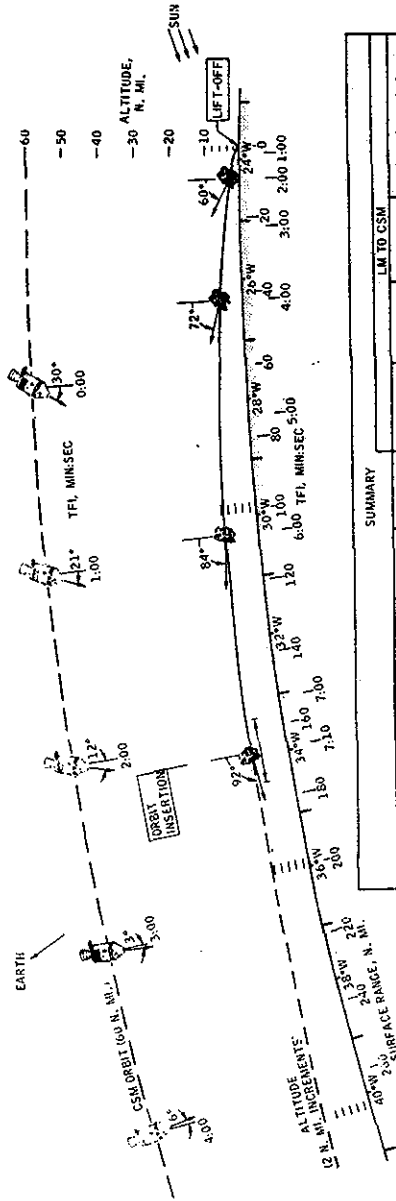 SUN
ALTITUDE,
N. MI.
60
50
40
30
20
10
LIFT-OFF
EARTH
CSM ORBIT (60 N. MI.)
TFI, MIN:SEC
30°
0:00
21°
1:00
12°
2:00
3°
3:00
6°
4:00
ORBIT
INSERTION
60°
72°
84°
92°
ALTITUDE
(2 N. MI. INCREMENTS
TFI, MIN:SEC
24°W
26°W
28°W
30°W
32°W
34°W
36°W
38°W
40°W
0
20
40
60
80
100
120
140
160
180
200
220
240
SURFACE RANGE, N. MI.
1:00
2:00
3:00
4:00
5:00
6:00
7:00
7:10
SUMMARY
LM TO CSM